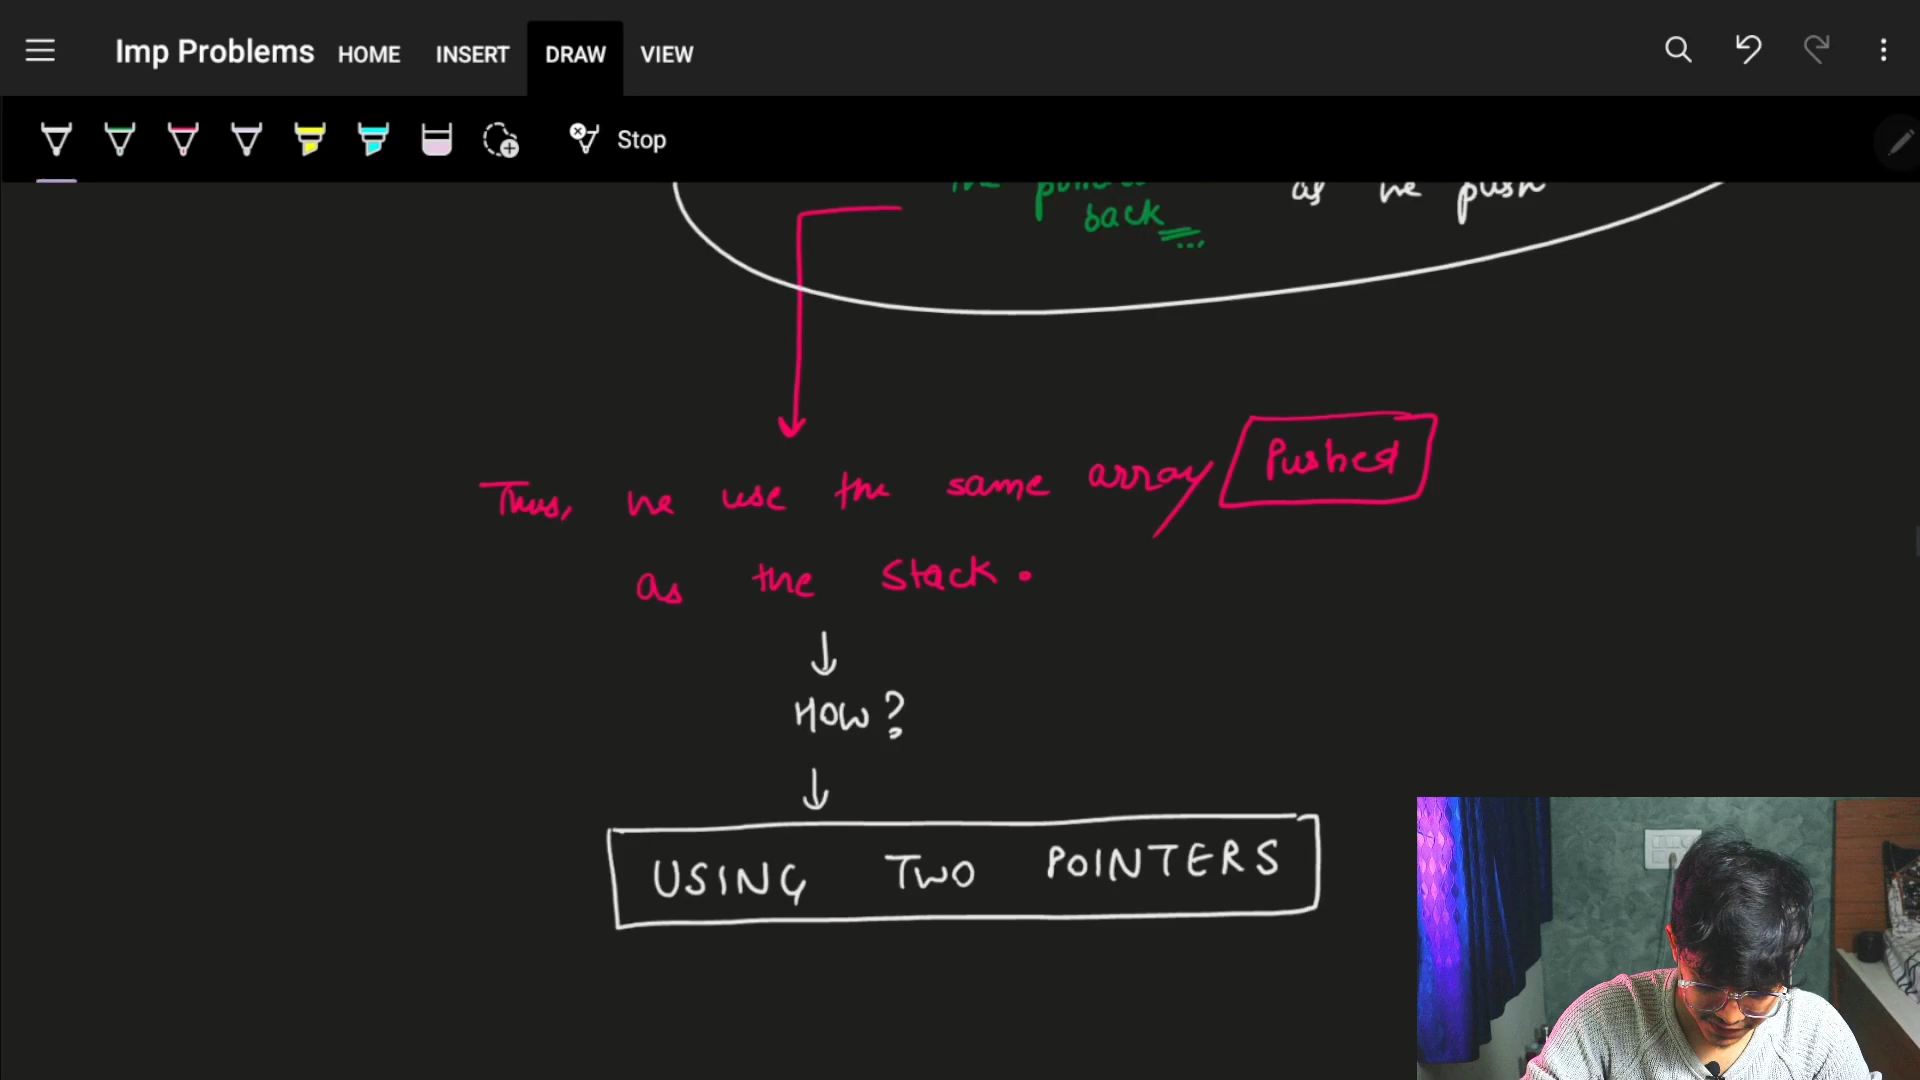 Imp Problems HOME INSERT DRAW VIEW
Stop
as we push
back
Thus, we use the same array Pushed
as the stack.
HOW?
USING TWO POINTERS